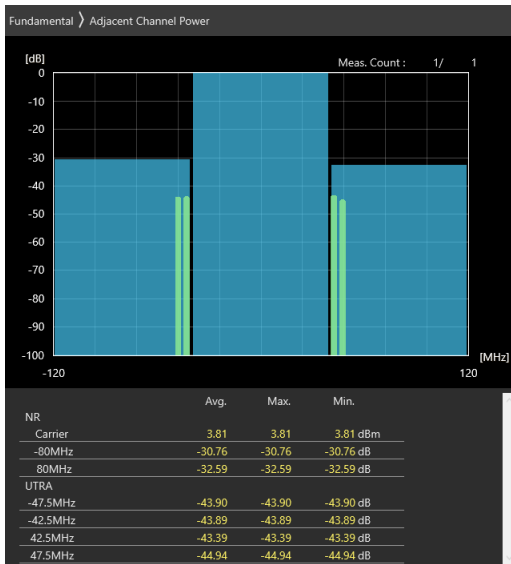 Fundamental 〉 Adjacent Channel Power
[dB]
Meas. Count : 1/ 1
0
-10
-20
-30
-40
-50
-60
-70
-80
-90
-100
[MHz]
-120 120
Avg. Max. Min.
NR
Carrier 3.81 3.81 3.81 dBm
-80MHz -30.76 -30.76 -30.76 dB
80MHz -32.59 -32.59 -32.59 dB
UTRA
-47.5MHz -43.90 -43.90 -43.90 dB
-42.5MHz -43.89 -43.89 -43.89 dB
42.5MHz -43.39 -43.39 -43.39 dB
47.5MHz -44.94 -44.94 -44.94 dB